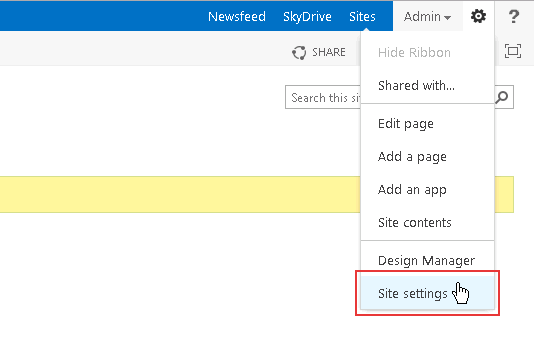 Newsfeed SkyDrive Sites Admin ?
SHARE
Hide Ribbon
Shared with...
Search this sit
Edit page
Add a page
Add an app
Site contents
Design Manager
Site settings